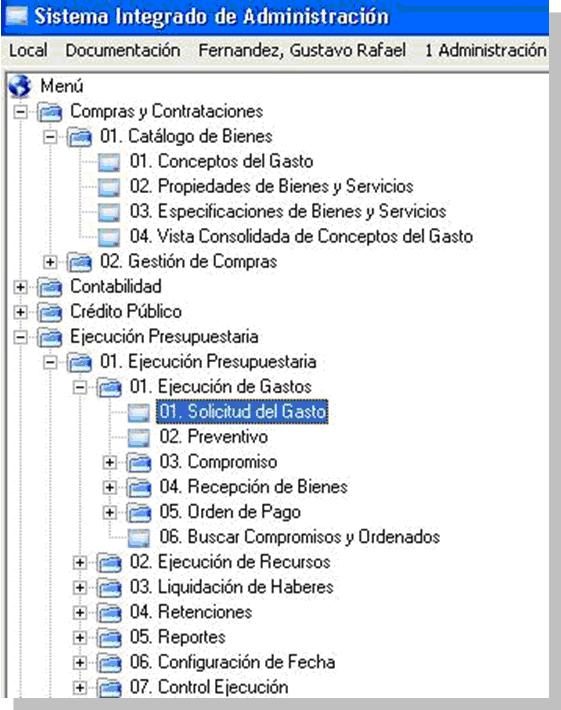 Sistema Integrado de Administración
Local Documentación Fernandez, Gustavo Rafael 1 Administración
Menú
Compras y Contrataciones
01. Catálogo de Bienes
01. Conceptos del Gasto
02. Propiedades de Bienes y Servicios
03. Especificaciones de Bienes y Servicios
04. Vista Consolidada de Conceptos del Gasto
02. Gestión de Compras
Contabilidad
Crédito Público
Ejecución Presupuestaria
01. Ejecución Presupuestaria
01. Ejecución de Gastos
01. Solicitud del Gasto
02. Preventivo
03. Compromiso
04. Recepción de Bienes
05. Orden de Pago
06. Buscar Compromisos y Ordenados
02. Ejecución de Recursos
03. Liquidación de Haberes
04. Retenciones
05. Reportes
06. Configuración de Fecha
07. Control Ejecución